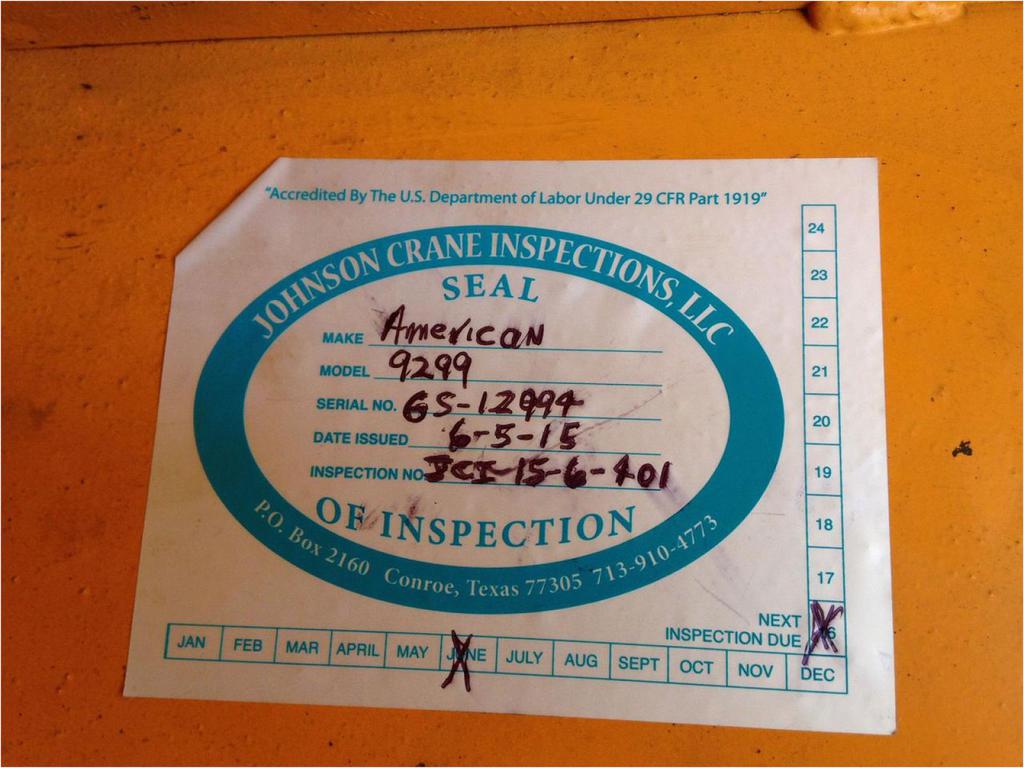 "Accredited By The U.S. Department of Labor Under 29 CFR Part 1919"
JOHNSON CRANE INSPECTIONS, LLC
SEAL
MAKE American
MODEL 9299
SERIAL NO. GS-12994
DATE ISSUED 6-5-15
INSPECTION NO JCI-15-6-401
OF INSPECTION
P.O. Box 2160 Conroe, Texas 77305 713-910-4773
24
23
22
21
20
19
18
17
16
NEXT
INSPECTION DUE
JAN FEB MAR APRIL MAY JUNE JULY AUG SEPT OCT NOV DEC